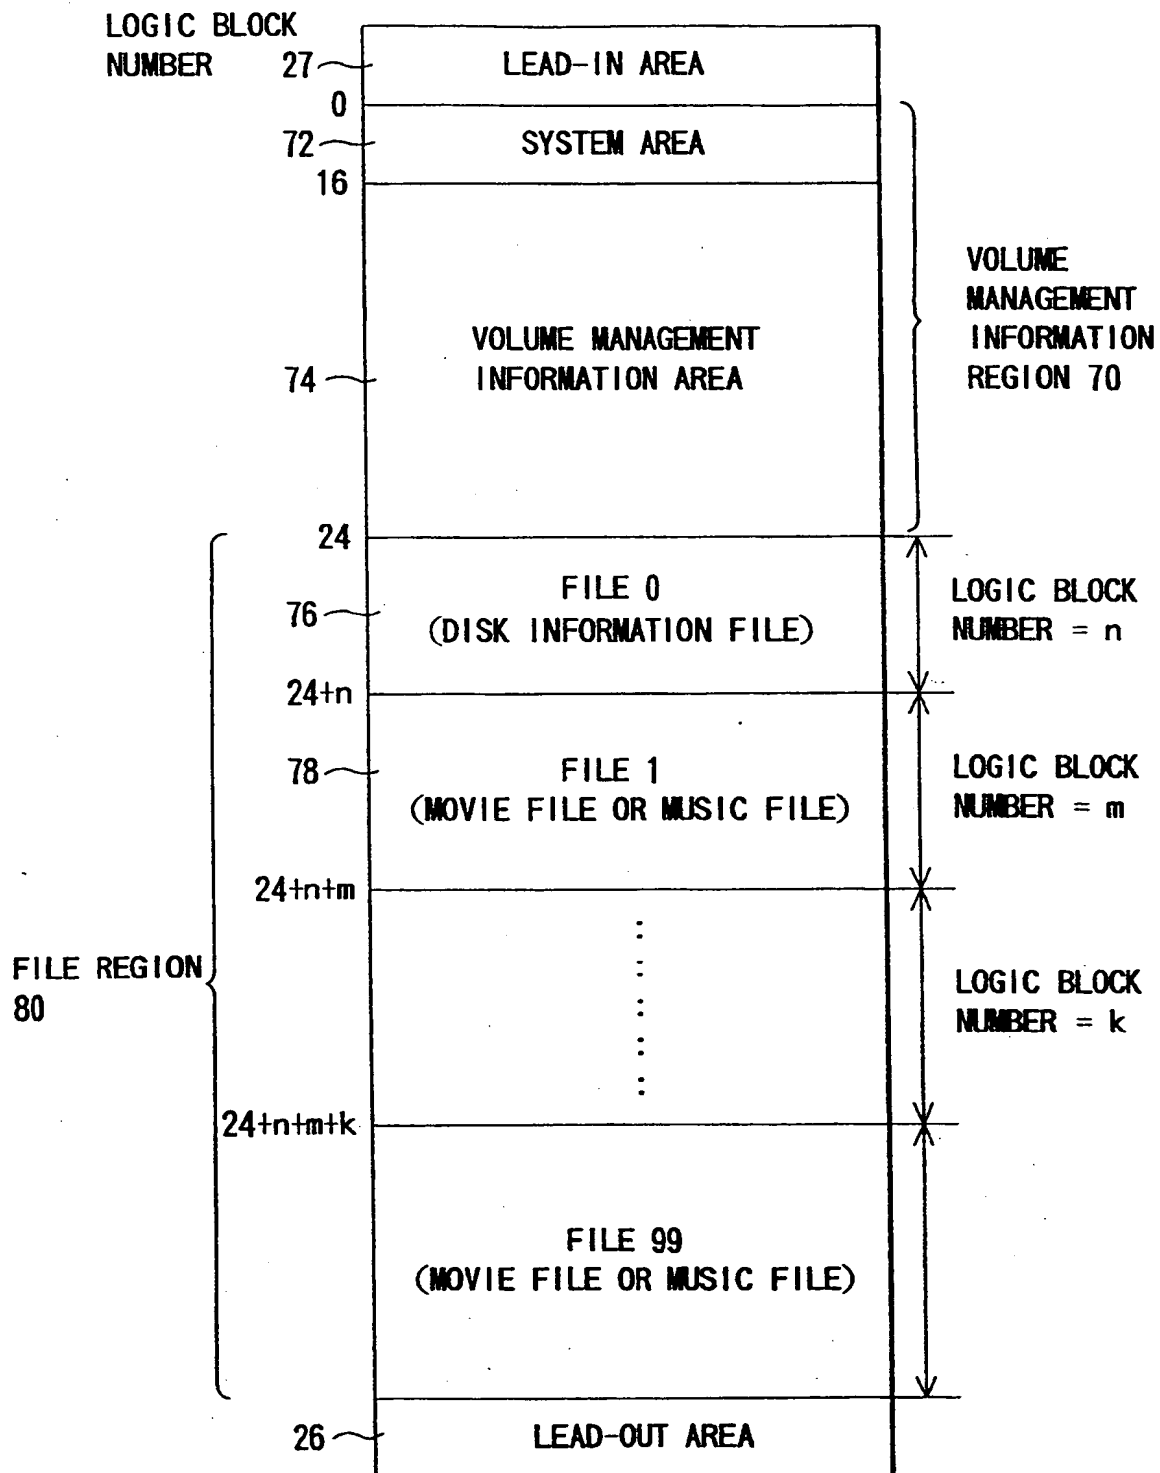 LOGIC BLOCK
NUMBER
27
LEAD-IN AREA
0
72
SYSTEM AREA
16
VOLUME
MANAGEMENT
INFORMATION
REGION 70
VOLUME MANAGEMENT
74
INFORMATION AREA
24
FILE 0
76
(DISK INFORMATION FILE)
LOGIC BLOCK
NUMBER = n
24+n
78
FILE 1
(MOVIE FILE OR MUSIC FILE)
LOGIC BLOCK
NUMBER = m
24+n+m
FILE REGION
80
LOGIC BLOCK
NUMBER = k
24+n+m+k
FILE 99
(MOVIE FILE OR MUSIC FILE)
26
LEAD-OUT AREA